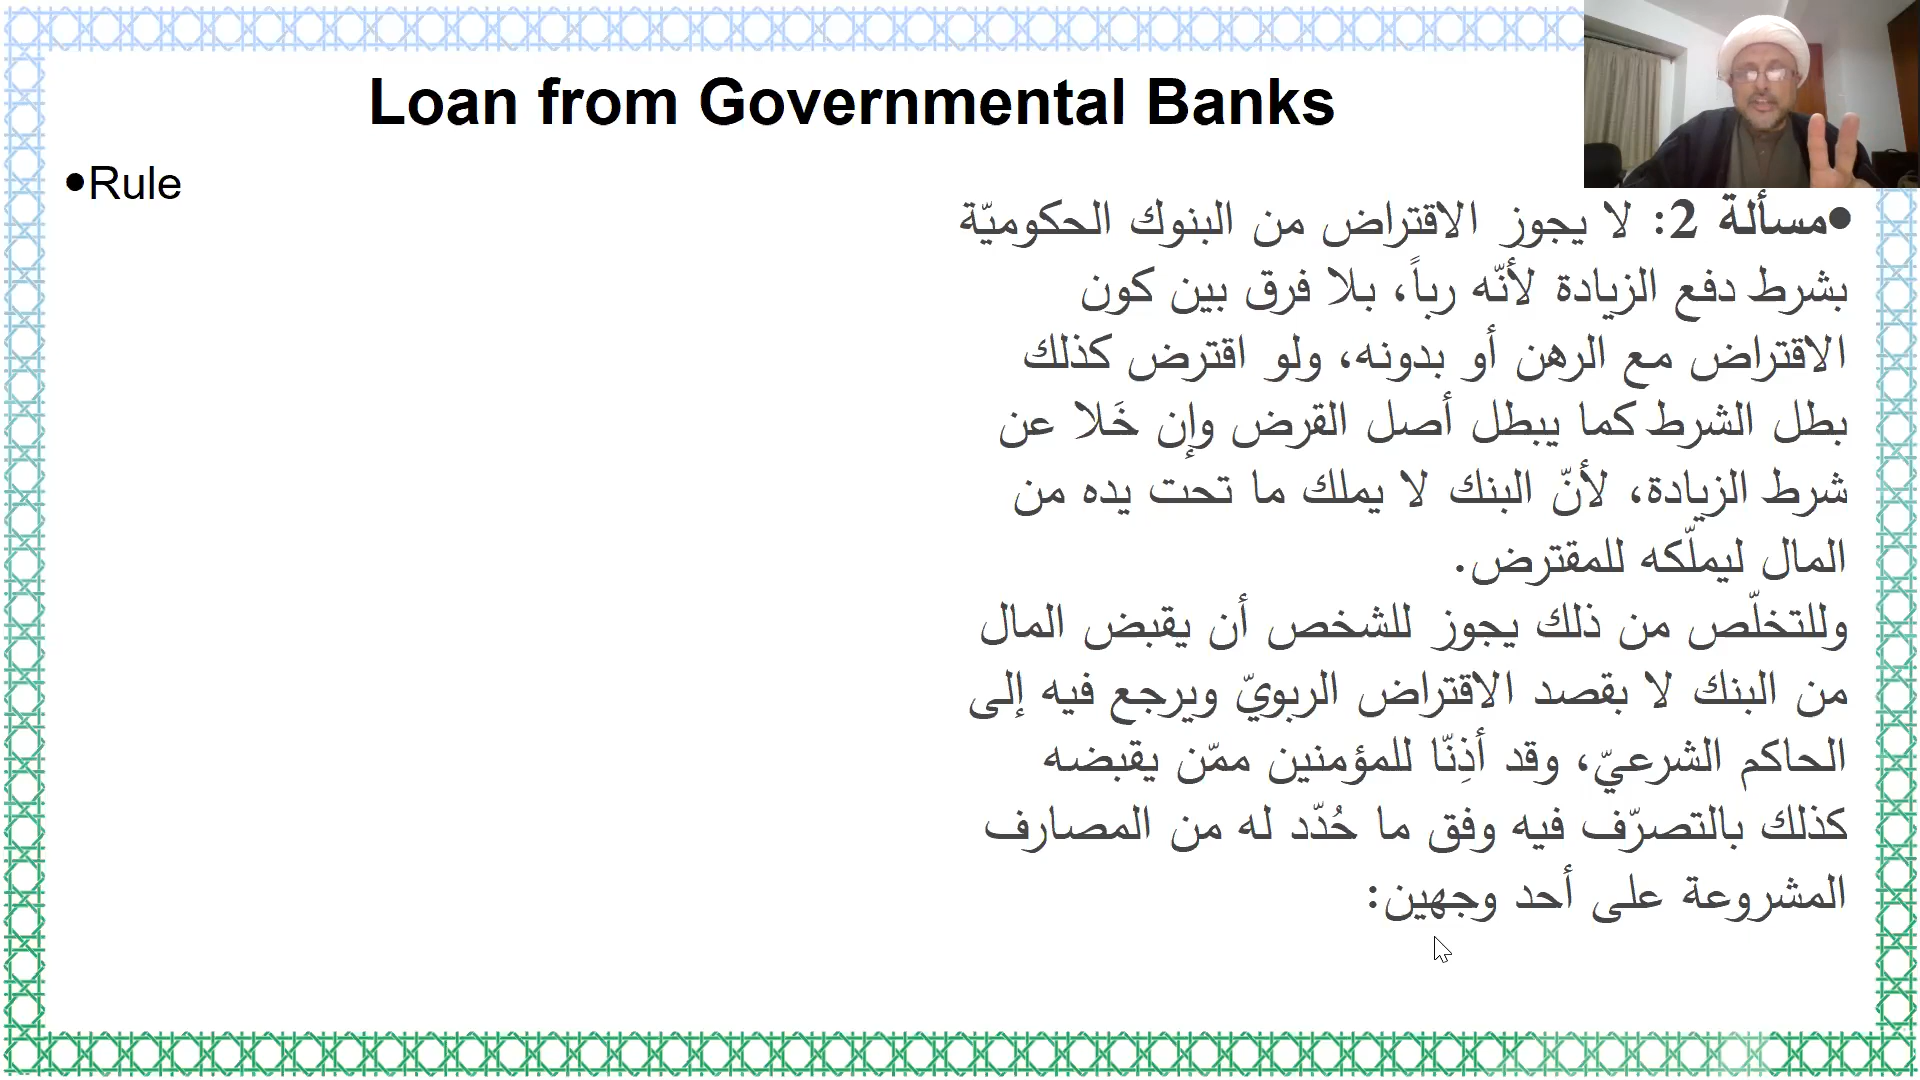 Loan from Governmental Banks
•Rule
•مسألة 2: لا يجوز الاقتراض من البنوك الحكوميّة
بشرط دفع الزيادة لأنّه رباً، بلا فرق بين كون
الاقتراض مع الرهن أو بدونه، ولو اقترض كذلك
بطل الشرط كما يبطل أصل القرض وإن خَلا عن
شرط الزيادة، لأنّ البنك لا يملك ما تحت يده من
المال ليملّكه للمقترض.
وللتخلّص من ذلك يجوز للشخص أن يقبض المال
من البنك لا بقصد الاقتراض الربويّ ويرجع فيه إلى
الحاكم الشرعيّ، وقد أذِنّا للمؤمنين ممّن يقبضه
كذلك بالتصرّف فيه وفق ما حُدّد له من المصارف
المشروعة على أحد وجهين: